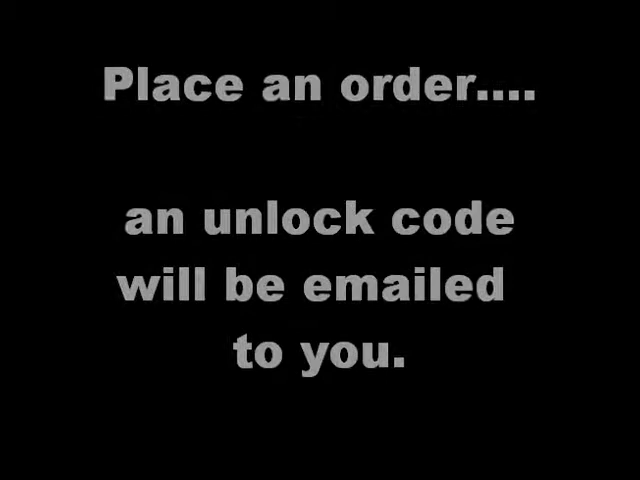 Place an order....
an unlock code
will be emailed
to you.